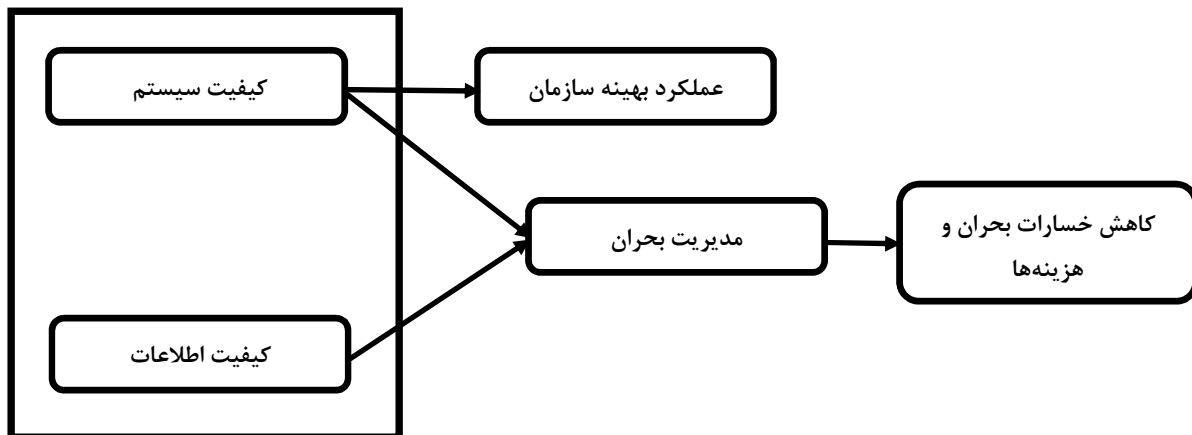 کیفیت سیستم
عملکرد بهینه سازمان
مدیریت بحران
کاهش خسارات بحران و
هزینه‌ها
کیفیت اطلاعات